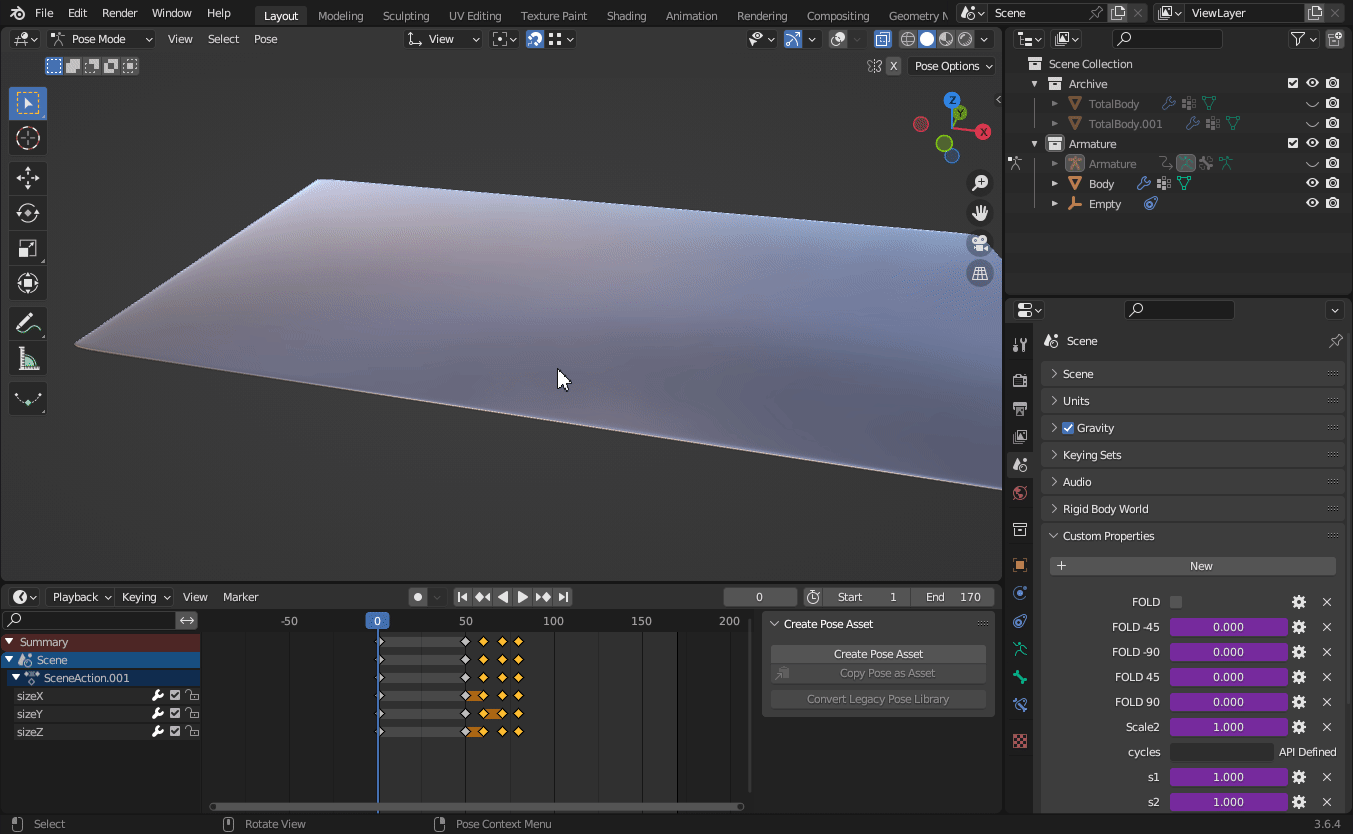 File Edit Render Window Help Layout Modeling Sculpting UV Editing Texture Paint Shading Animation Rendering Compositing Geometry N Scene ViewLayer
Pose Mode View Select Pose View
X Pose Options
Z
Y
X
Scene Collection
Archive
TotalBody
TotalBody.001
Armature
Armature
Body
Empty
Scene
Scene
Units
Gravity
Keying Sets
Audio
Rigid Body World
Custom Properties
+ New
FOLD
FOLD -45 0.000
FOLD -90 0.000
FOLD 45 0.000
FOLD 90 0.000
Scale2 1.000
cycles API Defined
s1 1.000
s2 1.000
Playback Keying View Marker 0 Start 1 End 170
-50 0 50 100 150 200
Summary
Scene
SceneAction.001
sizeX
sizeY
sizeZ
Create Pose Asset
Create Pose Asset
Copy Pose as Asset
Convert Legacy Pose Library
Select Rotate View Pose Context Menu 3.6.4